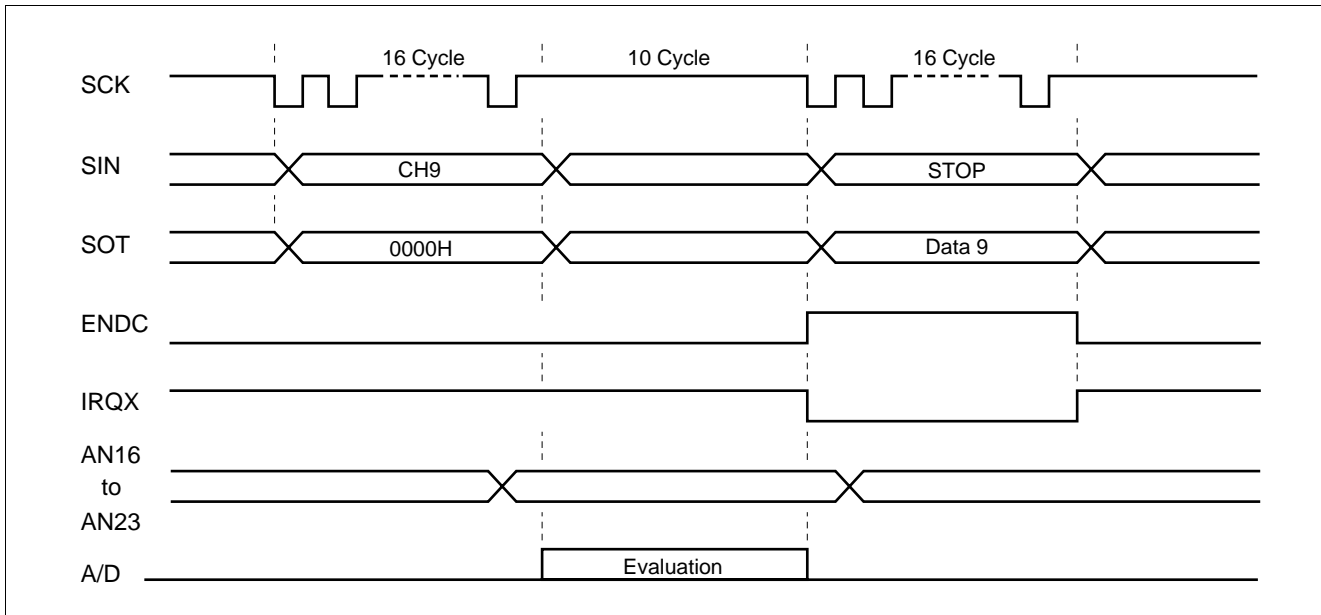 16 Cycle 10 Cycle 16 Cycle
SCK
SIN CH9 STOP
SOT 0000H Data 9
ENDC
IRQX
AN16
to
AN23
A/D Evaluation